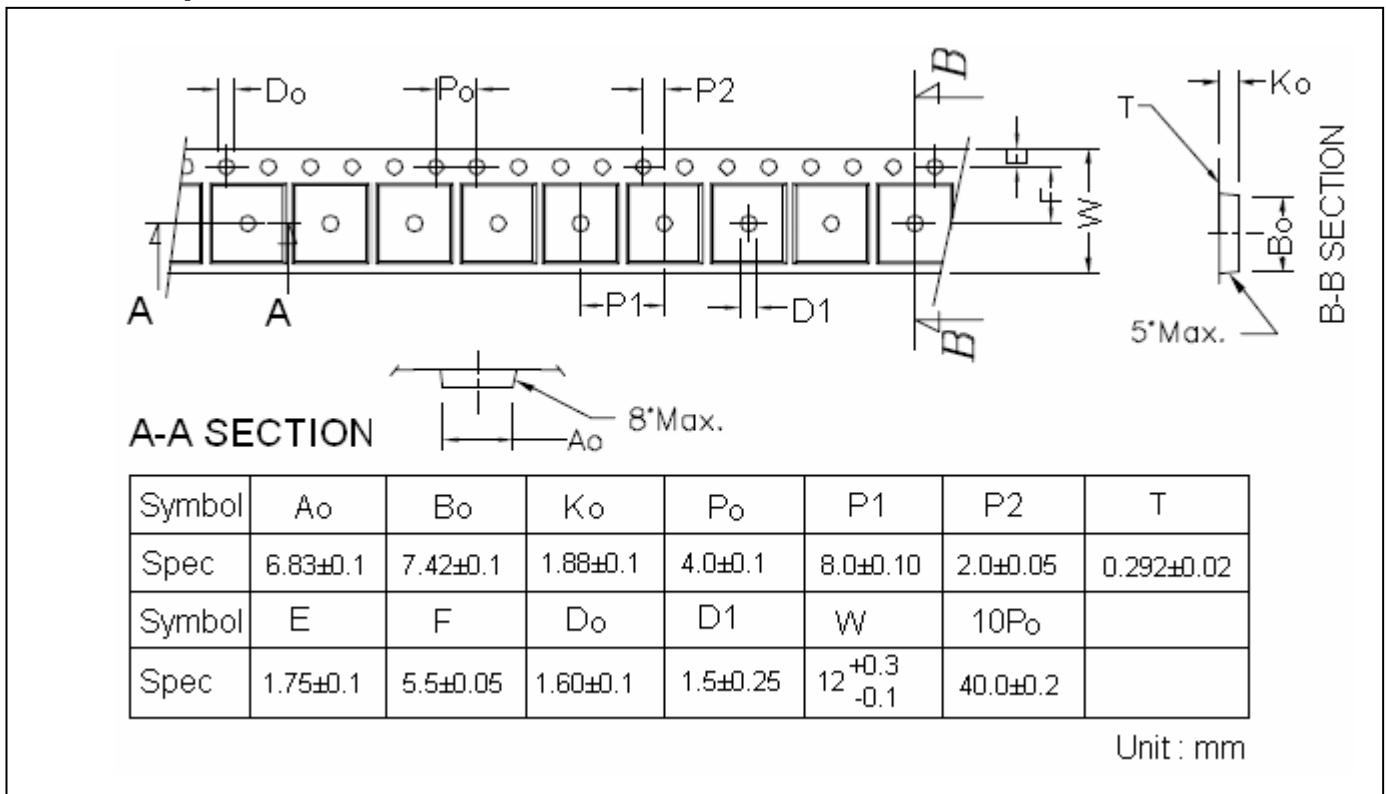 Do
Po
P2
B
Ko
T
E
F
W
Bo
B-B SECTION
A
A
P1
D1
B
5°Max.
8°Max.
A-A SECTION
Ao
Symbol Ao Bo Ko Po P1 P2 T
Spec 6.83±0.1 7.42±0.1 1.88±0.1 4.0±0.1 8.0±0.10 2.0±0.05 0.292±0.02
Symbol E F Do D1 W 10Po
Spec 1.75±0.1 5.5±0.05 1.60±0.1 1.5±0.25 12 +0.3 -0.1 40.0±0.2
Unit : mm